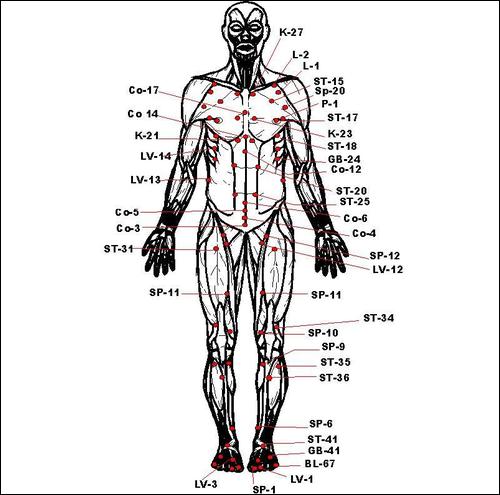 K-27
L-2
L-1
ST-15
Co-17
Sp-20
P-1
Co 14
ST-17
K-21
K-23
ST-18
LV-14
GB-24
Co-12
LV-13
ST-20
ST-25
Co-5
Co-6
Co-3
Co-4
ST-31
SP-12
LV-12
SP-11
SP-11
ST-34
SP-10
SP-9
ST-35
ST-36
SP-6
ST-41
GB-41
BL-67
LV-3
LV-1
SP-1